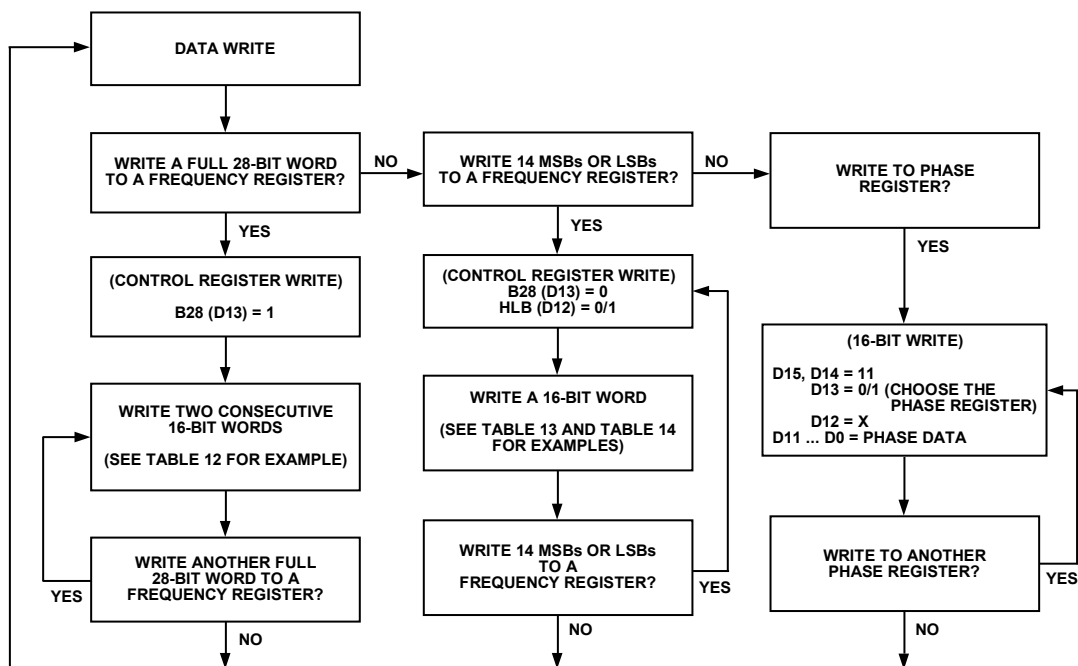 DATA WRITE
WRITE A FULL 28-BIT WORD
TO A FREQUENCY REGISTER?
NO
WRITE 14 MSBs OR LSBs
TO A FREQUENCY REGISTER?
NO
WRITE TO PHASE
REGISTER?
YES
YES
YES
(CONTROL REGISTER WRITE)
B28 (D13) = 1
(CONTROL REGISTER WRITE)
B28 (D13) = 0
HLB (D12) = 0/1
(16-BIT WRITE)
D15, D14 = 11
D13 = 0/1 (CHOOSE THE
PHASE REGISTER)
D12 = X
D11 ... D0 = PHASE DATA
WRITE TWO CONSECUTIVE
16-BIT WORDS
(SEE TABLE 12 FOR EXAMPLE)
WRITE A 16-BIT WORD
(SEE TABLE 13 AND TABLE 14
FOR EXAMPLES)
WRITE ANOTHER FULL
28-BIT WORD TO A
FREQUENCY REGISTER?
YES
NO
WRITE 14 MSBs OR LSBs
TO A
FREQUENCY REGISTER?
YES
NO
WRITE TO ANOTHER
PHASE REGISTER?
YES
NO